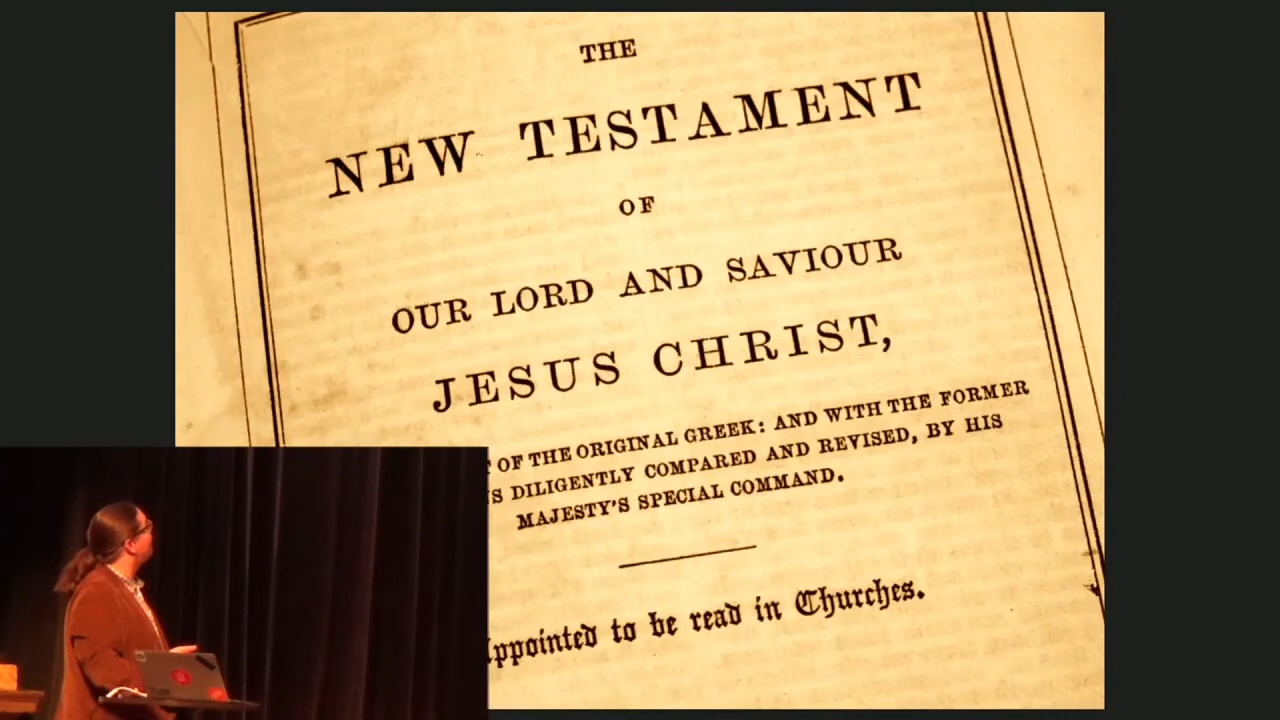 THE
NEW TESTAMENT
OF
OUR LORD AND SAVIOUR
JESUS CHRIST,
OF THE ORIGINAL GREEK: AND WITH THE FORMER
DILIGENTLY COMPARED AND REVISED, BY HIS
MAJESTY'S SPECIAL COMMAND.
ppointed to be read in Churches.